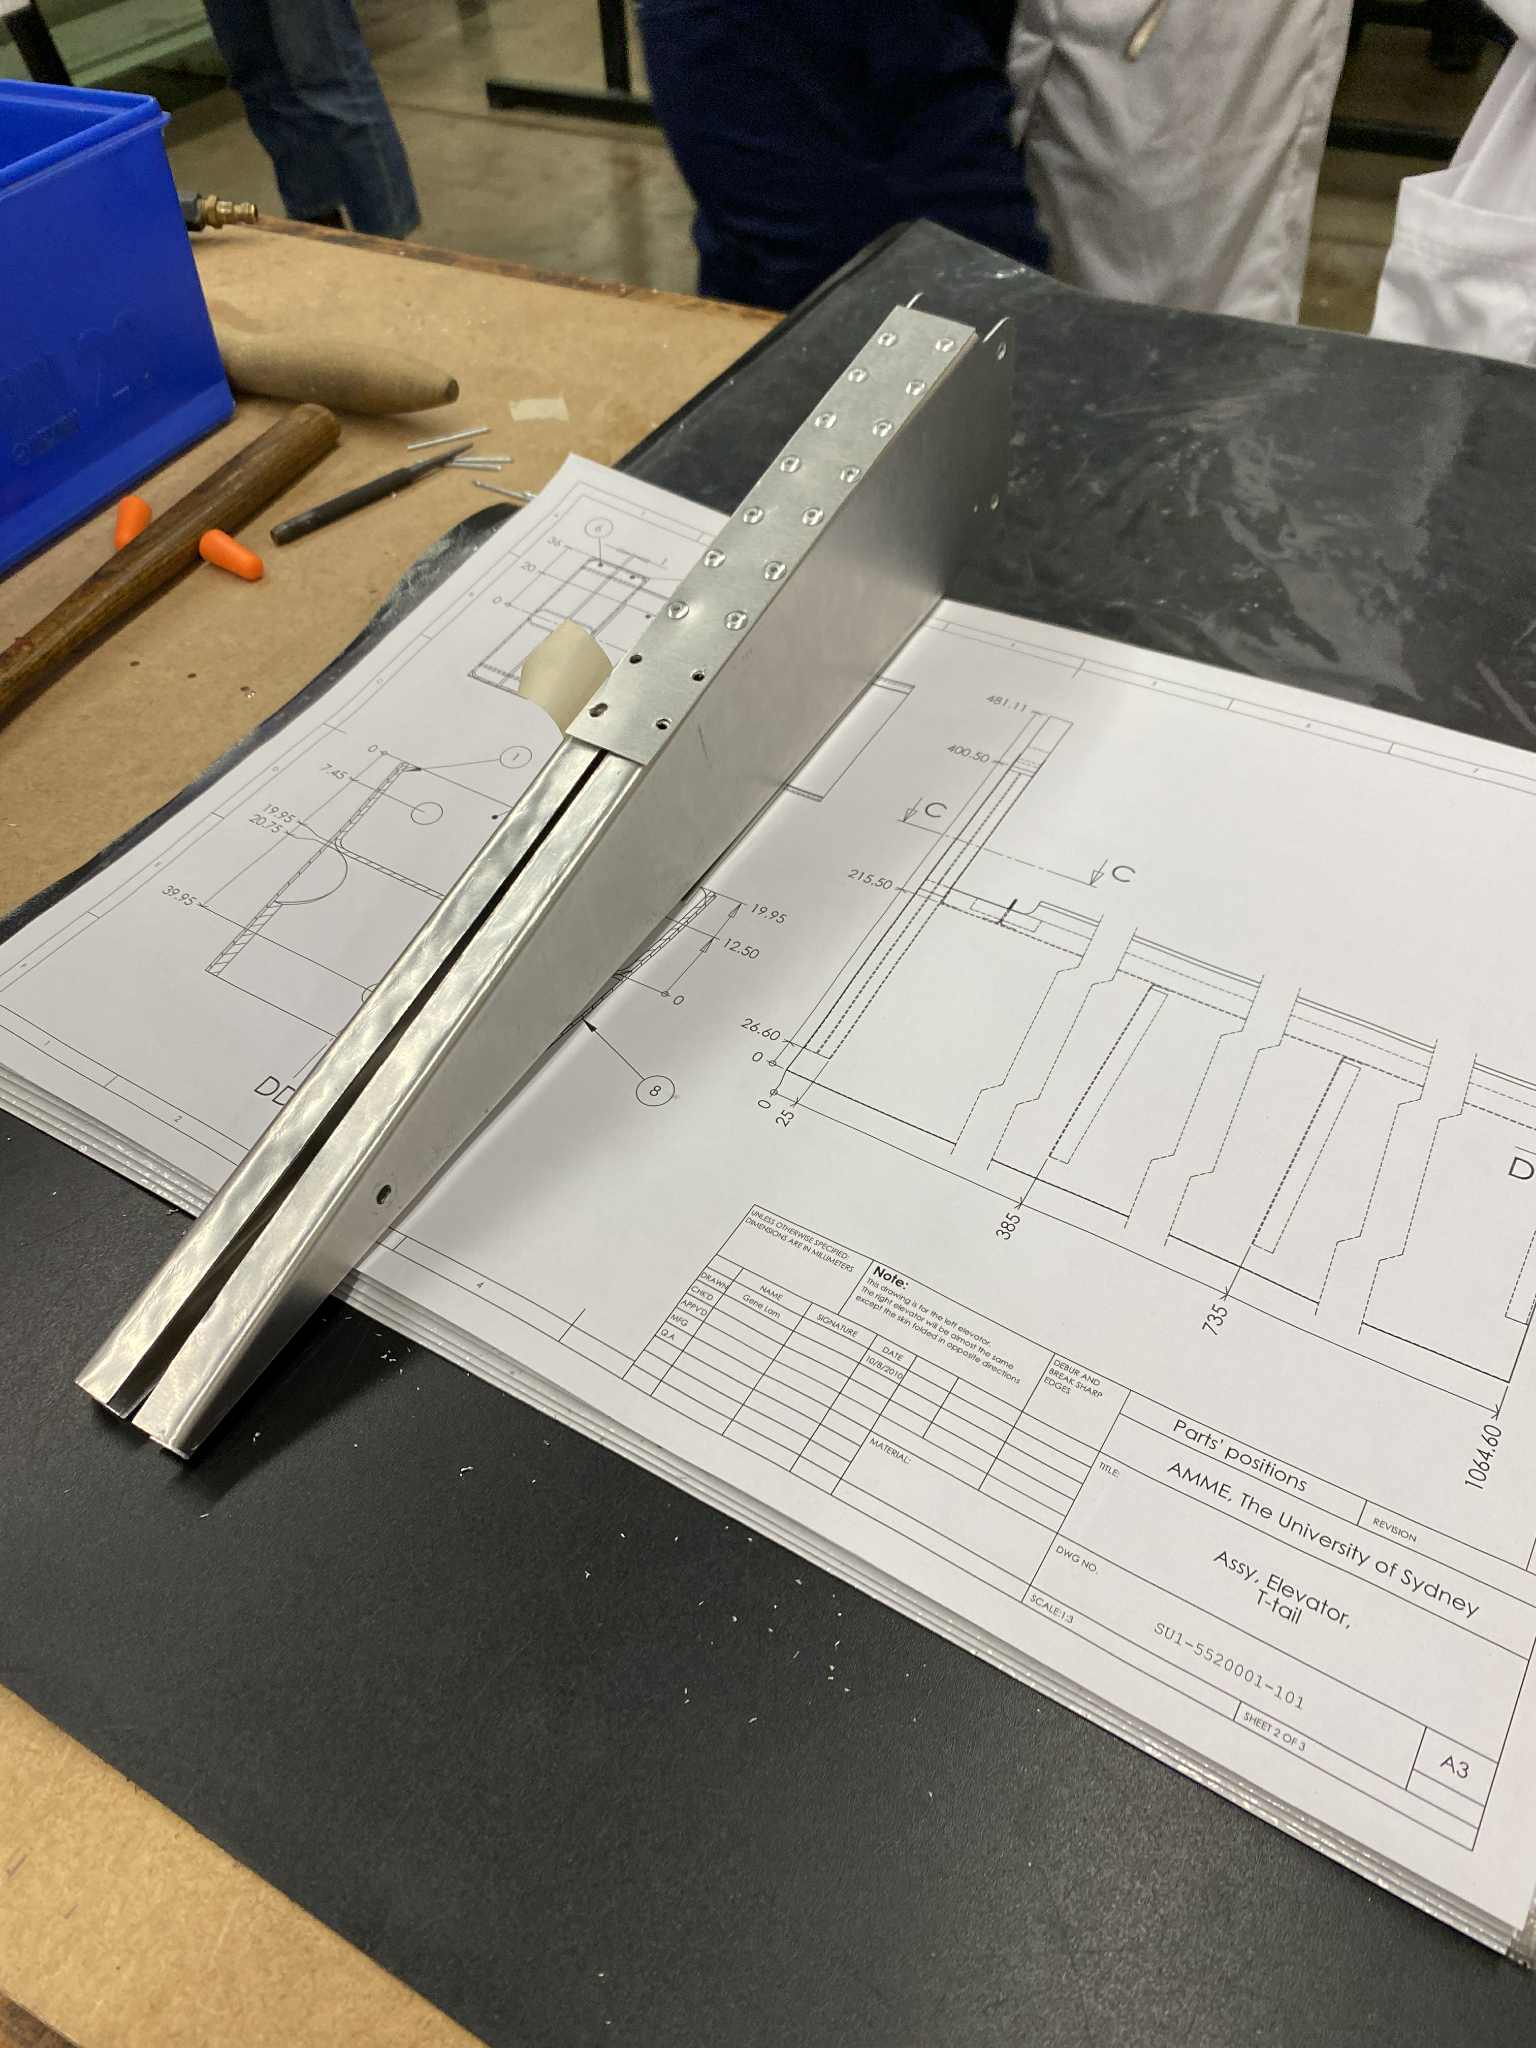 36
6
20
0
1
0
7.45
19.95
20.75
39.95
19.95
12.50
0
8
DD
1
2
4
481.11
400.50
C
C
215.50
26.60
0
0
25
385
735
1064.60
D
UNLESS OTHERWISE SPECIFIED:
DIMENSIONS ARE IN MILLIMETERS
Note:
This drawing is for the left elevator.
The right elevator will be almost the same
except the skin folded in opposite directions
DEBUR AND
BREAK SHARP
EDGES
NAME
SIGNATURE
DATE
DRAWN
Gene Lam
10/8/2010
CHK'D
APPV'D
MFG
Q.A
MATERIAL:
Parts' positions
REVISION
TITLE:
AMME, The University of Sydney
DWG NO.
Assy, Elevator,
T-tail
SU1-5520001-101
SCALE:1:3
SHEET 2 OF 3
A3